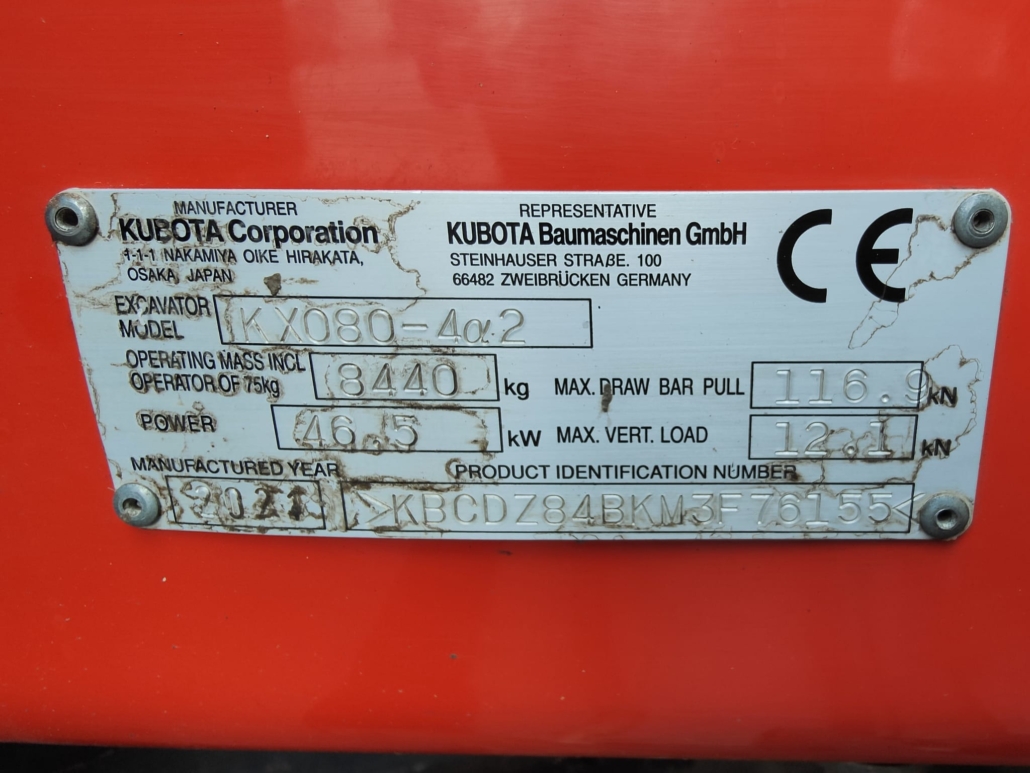 MANUFACTURER
KUBOTA Corporation
1-1-1 NAKAMIYA OIKE HIRAKATA,
OSAKA, JAPAN
REPRESENTATIVE
KUBOTA Baumaschinen GmbH
STEINHAUSER STRAßE. 100
66482 ZWEIBRÜCKEN GERMANY
CE
EXCAVATOR MODEL KX080-4α2
OPERATING MASS INCL OPERATOR OF 75kg 8440 kg
MAX. DRAW BAR PULL 116.9 kN
POWER 46.5 kW
MAX. VERT. LOAD 12.1 kN
MANUFACTURED YEAR
2021
PRODUCT IDENTIFICATION NUMBER
>KBCDZ84BKM3F76155<